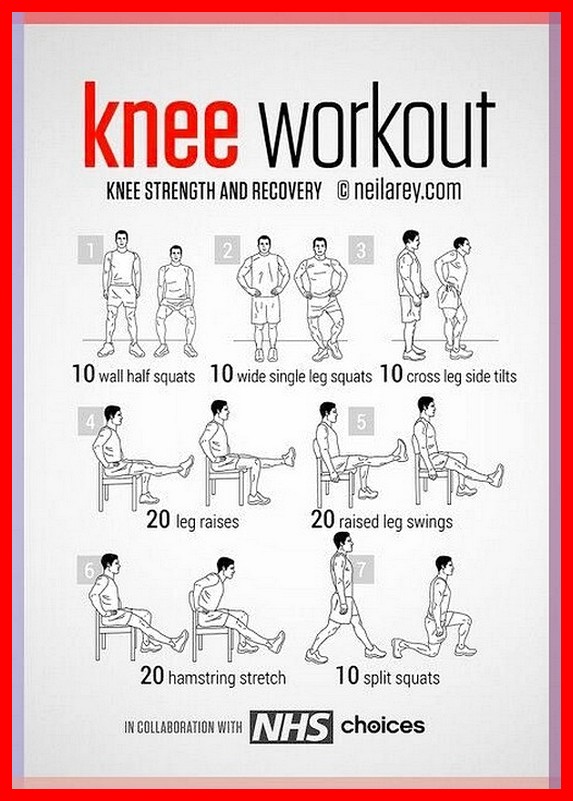 knee workout
KNEE STRENGTH AND RECOVERY © neilarey.com
1 2 3
10 wall half squats 10 wide single leg squats 10 cross leg side tilts
4 5
20 leg raises 20 raised leg swings
6 7
20 hamstring stretch 10 split squats
IN COLLABORATION WITH NHS choices